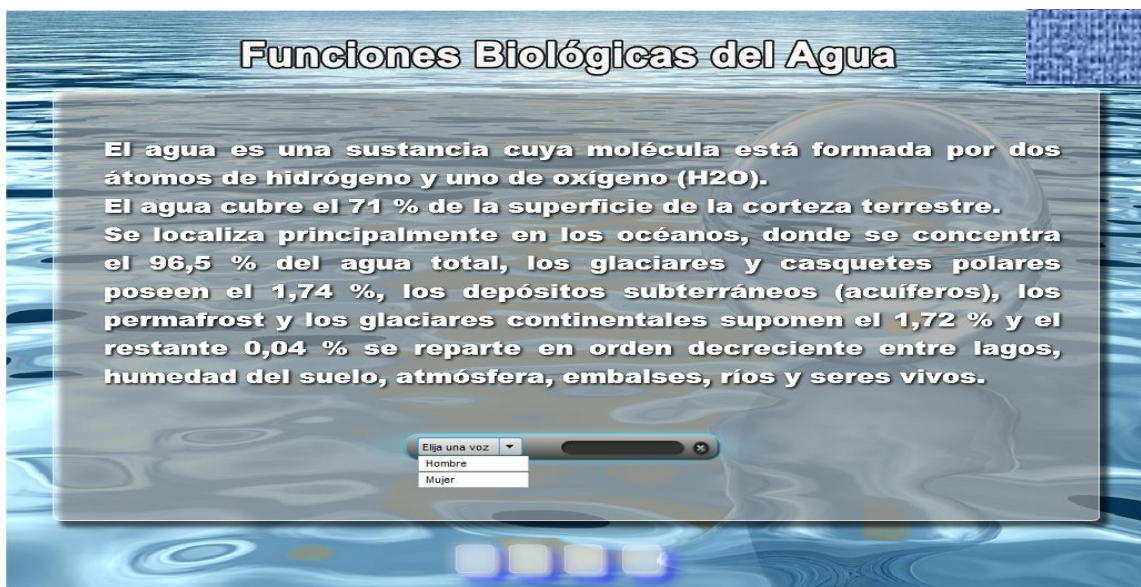 Funciones Biológicas del Agua
El agua es una sustancia cuya molécula está formada por dos
átomos de hidrógeno y uno de oxígeno (H2O).
El agua cubre el 71 % de la superficie de la corteza terrestre.
Se localiza principalmente en los océanos, donde se concentra
el 96,5 % del agua total, los glaciares y casquetes polares
poseen el 1,74 %, los depósitos subterráneos (acuíferos), los
permafrost y los glaciares continentales suponen el 1,72 % y el
restante 0,04 % se reparte en orden decreciente entre lagos,
humedad del suelo, atmósfera, embalses, ríos y seres vivos.
Elija una voz
Hombre
Mujer